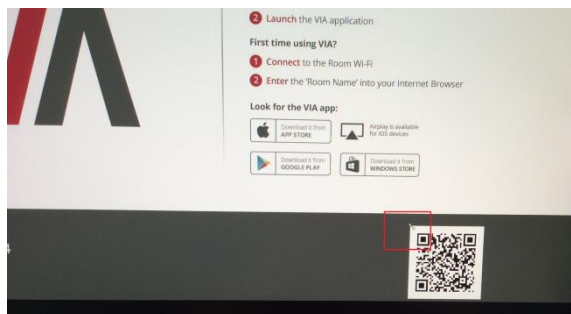 VIA
2 Launch the VIA application
First time using VIA?
1 Connect to the Room Wi-Fi
2 Enter the 'Room Name' into your Internet Browser
Look for the VIA app:
Download it from
APP STORE
Airplay is available
for IOS devices
Download it from
GOOGLE PLAY
Download it from
WINDOWS STORE
4